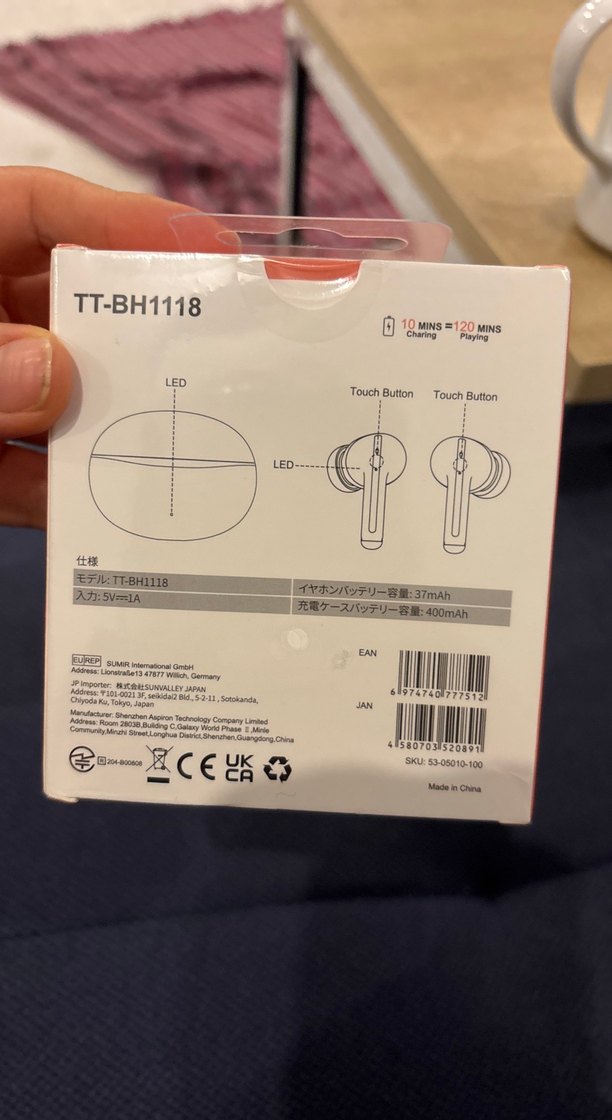 TT-BH1118
10 MINS = 120 MINS
Charing Playing
LED
Touch Button Touch Button
LED
仕様
モデル: TT-BH1118
イヤホンバッテリー容量: 37mAh
入力: 5V⎓1A
充電ケースバッテリー容量: 400mAh
EU REP SUMIR International GmbH
Address: Lionstraße13 47877 Willich, Germany
JP Importer: 株式会社SUNVALLEY JAPAN
Address: 〒101-0021 3F, seikidai2 Bld., 5-2-11 , Sotokanda,
Chiyoda Ku, Tokyo, Japan
Manufacturer: Shenzhen Aspiron Technology Company Limited
Address: Room 2803B,Building C,Galaxy World Phase Ⅱ,Minle
Community,Minzhi Street,Longhua District,Shenzhen,Guangdong,China
R 204-B00608
CE
UK
CA
EAN
6 974740 777512
JAN
4 580703 520891
SKU: 53-05010-100
Made in China